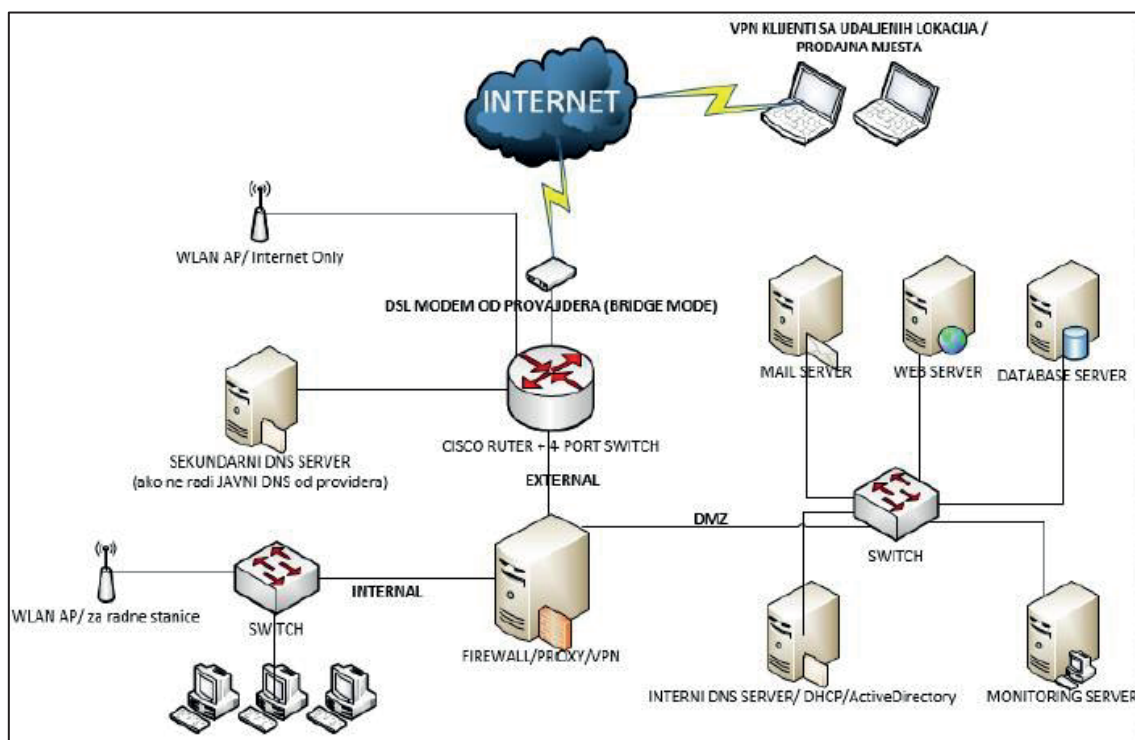 VPN KLIJENTI SA UDALJENIH LOKACIJA /
PRODAJNA MJESTA
INTERNET
WLAN AP/ Internet Only
DSL MODEM OD PROVAJDERA (BRIDGE MODE)
MAIL SERVER
WEB SERVER
DATABASE SERVER
CISCO RUTER + 4 PORT SWITCH
SEKUNDARNI DNS SERVER
(ako ne radi JAVNI DNS od providera)
EXTERNAL
DMZ
SWITCH
INTERNAL
WLAN AP/ za radne stanice
SWITCH
FIREWALL/PROXY/VPN
INTERNI DNS SERVER/ DHCP/ActiveDirectory
MONITORING SERVER